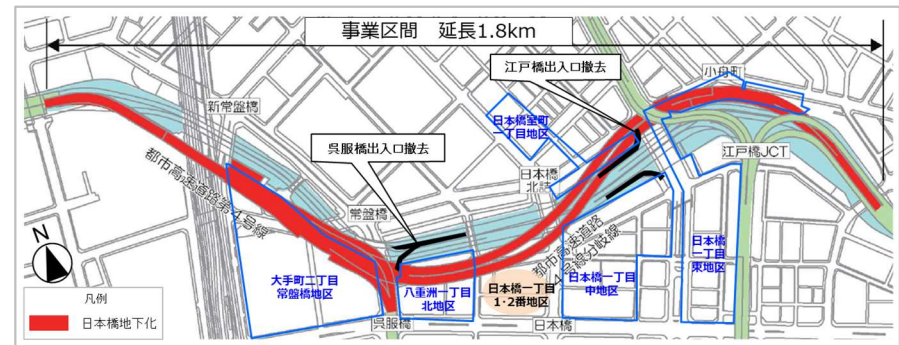 事業区間 延長1.8km
江戸橋出入口撤去
小舟町
新常盤橋
日本橋室町
一丁目地区
呉服橋出入口撤去
江戸橋JCT
都市高速道路第4号線
日本橋
北詰
常盤橋
都市高速道路
4号線分岐線
日本橋
一丁目
東地区
N
大手町二丁目
常盤橋地区
八重洲一丁目
北地区
日本橋一丁目
1・2番地区
日本橋一丁目
中地区
呉服橋
日本橋
凡例
日本橋地下化